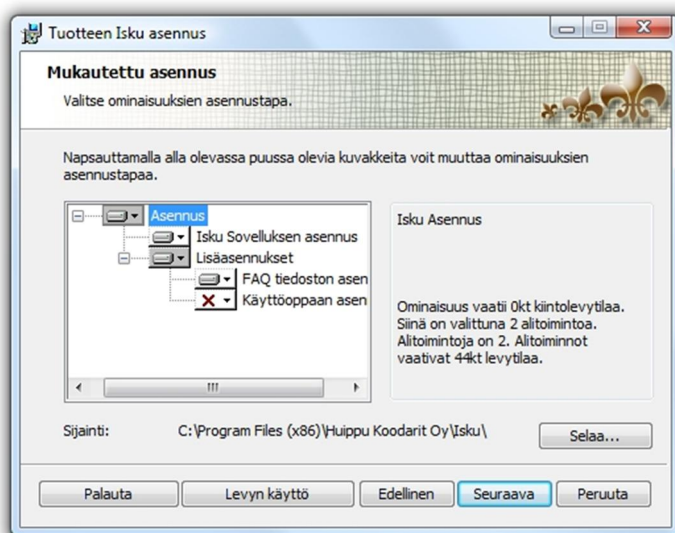 Tuotteen Isku asennus
Mukautettu asennus
Valitse ominaisuuksien asennustapa.
Napsauttamalla alla olevassa puussa olevia kuvakkeita voit muuttaa ominaisuuksien
asennustapaa.
Asennus
Isku Sovelluksen asennus
Lisäasennukset
FAQ tiedoston asen
Käyttöoppaan asen
Isku Asennus
Ominaisuus vaatii 0kt kiintolevytilaa.
Siinä on valittuna 2 alitoimintoa.
Alitoimintoja on 2. Alitoiminnot
vaativat 44kt levytilaa.
Sijainti: C:\Program Files (x86)\Huippu Koodarit Oy\Isku\ Selaa...
Palauta Levyn käyttö Edellinen Seuraava Peruuta